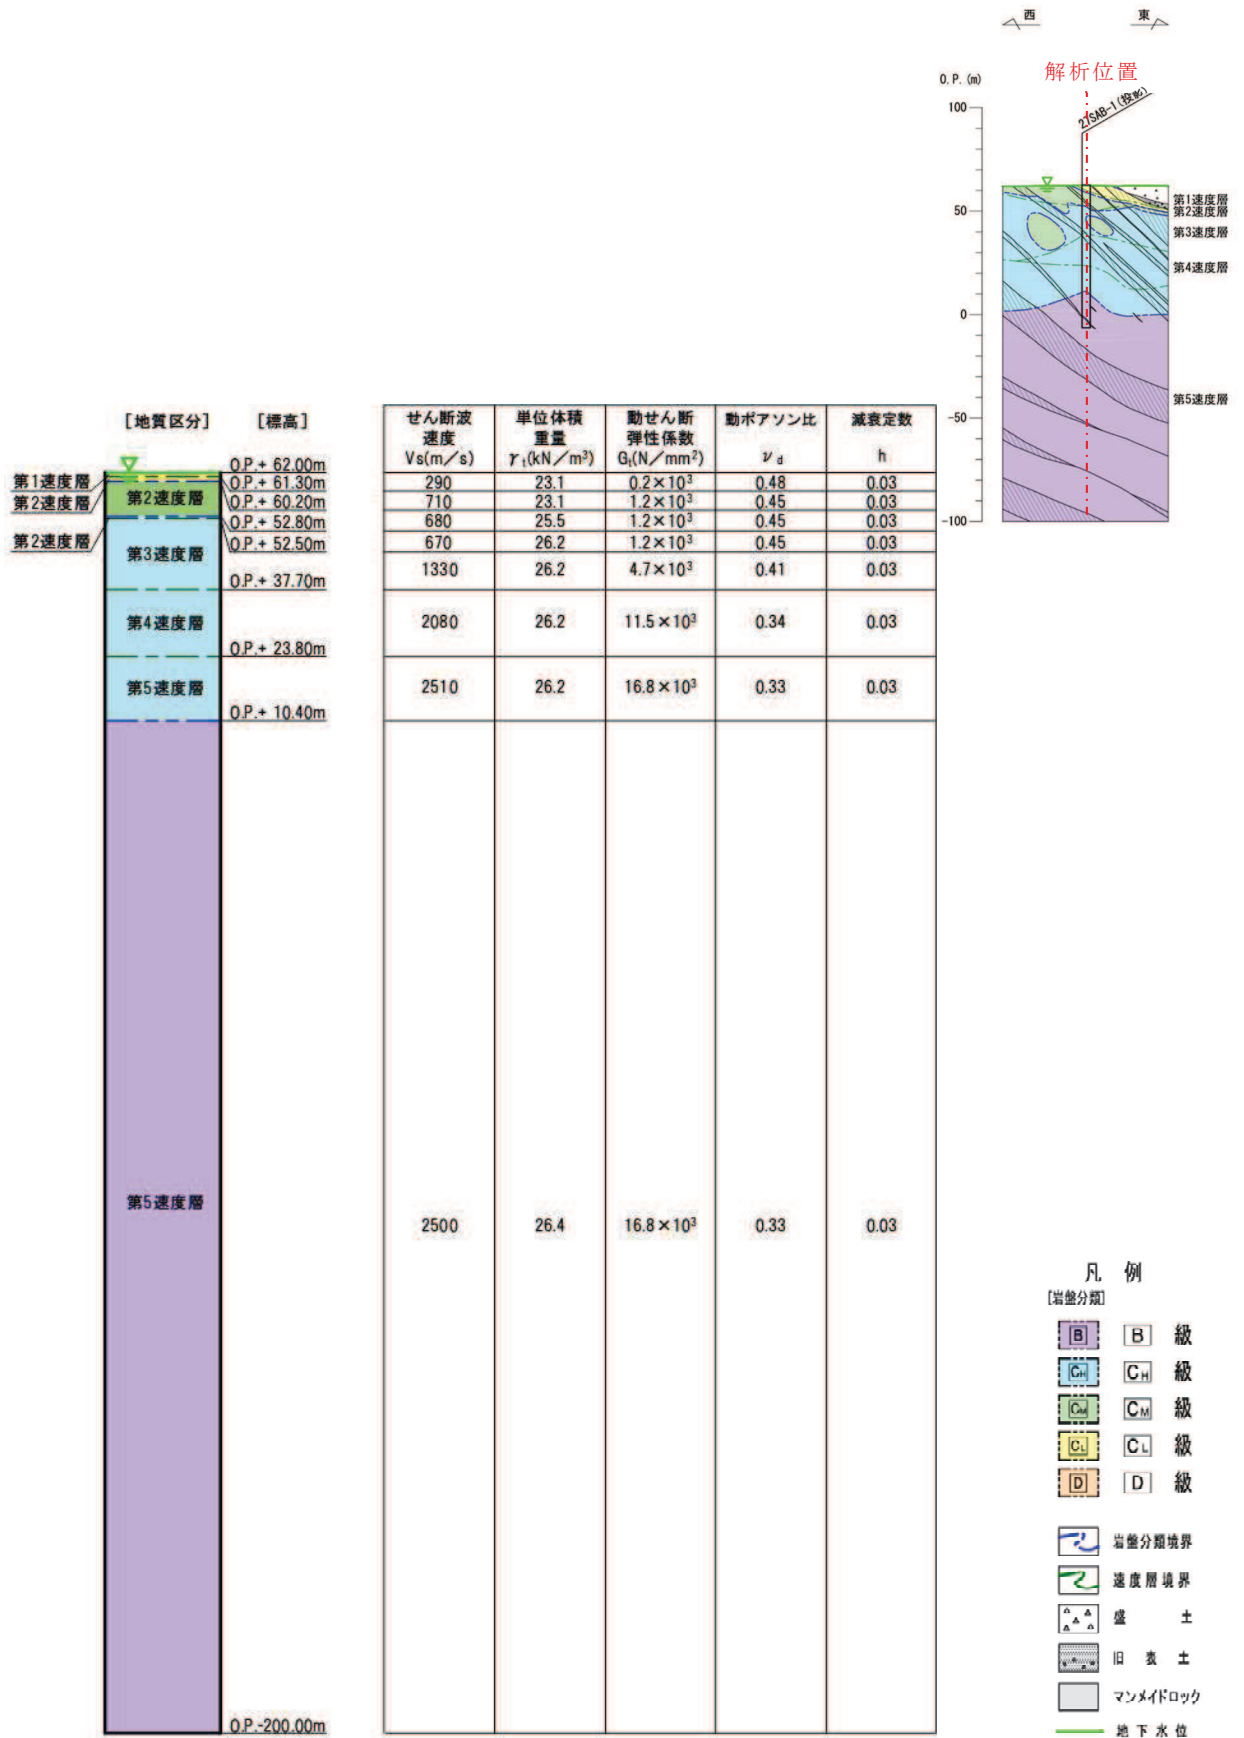 西 東
解析位置
O.P.(m)
27SAB-1(投影)
100
50
0
-50
-100
第1速度層
第2速度層
第3速度層
第4速度層
第5速度層
[地質区分] [標高]
O.P.+ 62.00m
第1速度層 O.P.+ 61.30m
第2速度層 第2速度層 O.P.+ 60.20m
O.P.+ 52.80m
第2速度層 O.P.+ 52.50m
第3速度層
O.P.+ 37.70m
第4速度層
O.P.+ 23.80m
第5速度層
O.P.+ 10.40m
第5速度層
O.P.-200.00m
せん断波 単位体積 動せん断 動ポアソン比 減衰定数
速度 重量 弾性係数
Vs(m/s) γt(kN/m³) Gd(N/mm²) νd h
290 23.1 0.2×10³ 0.48 0.03
710 23.1 1.2×10³ 0.45 0.03
680 25.5 1.2×10³ 0.45 0.03
670 26.2 1.2×10³ 0.45 0.03
1330 26.2 4.7×10³ 0.41 0.03
2080 26.2 11.5×10³ 0.34 0.03
2510 26.2 16.8×10³ 0.33 0.03
2500 26.4 16.8×10³ 0.33 0.03
凡 例
[岩盤分類]
B B 級
CH CH 級
CM CM 級
CL CL 級
D D 級
岩盤分類境界
速度層境界
盛 土
旧 表 土
マンメイドロック
地下水位